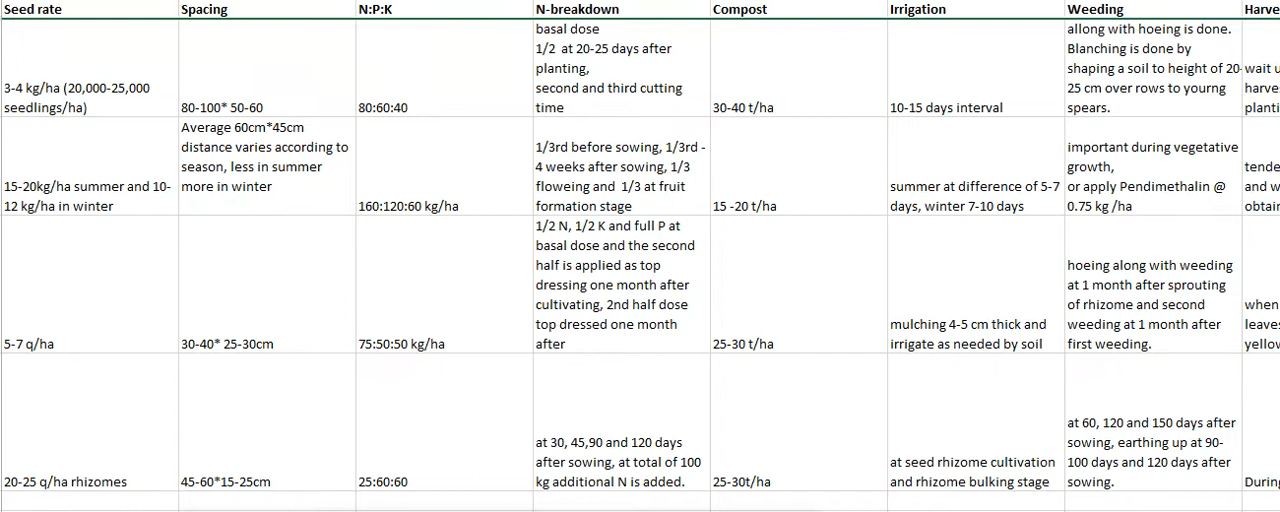 Seed rate Spacing N:P:K N-breakdown Compost Irrigation Weeding Harve
3-4 kg/ha (20,000-25,000
seedlings/ha)
80-100* 50-60
80:60:40
basal dose
1/2 at 20-25 days after
planting,
second and third cutting
time
30-40 t/ha
10-15 days interval
allong with hoeing is done.
Blanching is done by
shaping a soil to height of 20-
25 cm over rows to yourng
spears.
wait u
harves
planti
15-20kg/ha summer and 10-
12 kg/ha in winter
Average 60cm*45cm
distance varies according to
season, less in summer
more in winter
160:120:60 kg/ha
1/3rd before sowing, 1/3rd -
4 weeks after sowing, 1/3
floweing and 1/3 at fruit
formation stage
15 -20 t/ha
summer at difference of 5-7
days, winter 7-10 days
important during vegetative
growth,
or apply Pendimethalin @
0.75 kg /ha
tende
and w
obtain
5-7 q/ha
30-40* 25-30cm
75:50:50 kg/ha
1/2 N, 1/2 K and full P at
basal dose and the second
half is applied as top
dressing one month after
cultivating, 2nd half dose
top dressed one month
after
25-30 t/ha
mulching 4-5 cm thick and
irrigate as needed by soil
hoeing along with weeding
at 1 month after sprouting
of rhizome and second
weeding at 1 month after
first weeding.
when
leaves
yellov
20-25 q/ha rhizomes
45-60*15-25cm
25:60:60
at 30, 45,90 and 120 days
after sowing, at total of 100
kg additional N is added.
25-30t/ha
at seed rhizome cultivation
and rhizome bulking stage
at 60, 120 and 150 days after
sowing, earthing up at 90-
100 days and 120 days after
sowing.
During